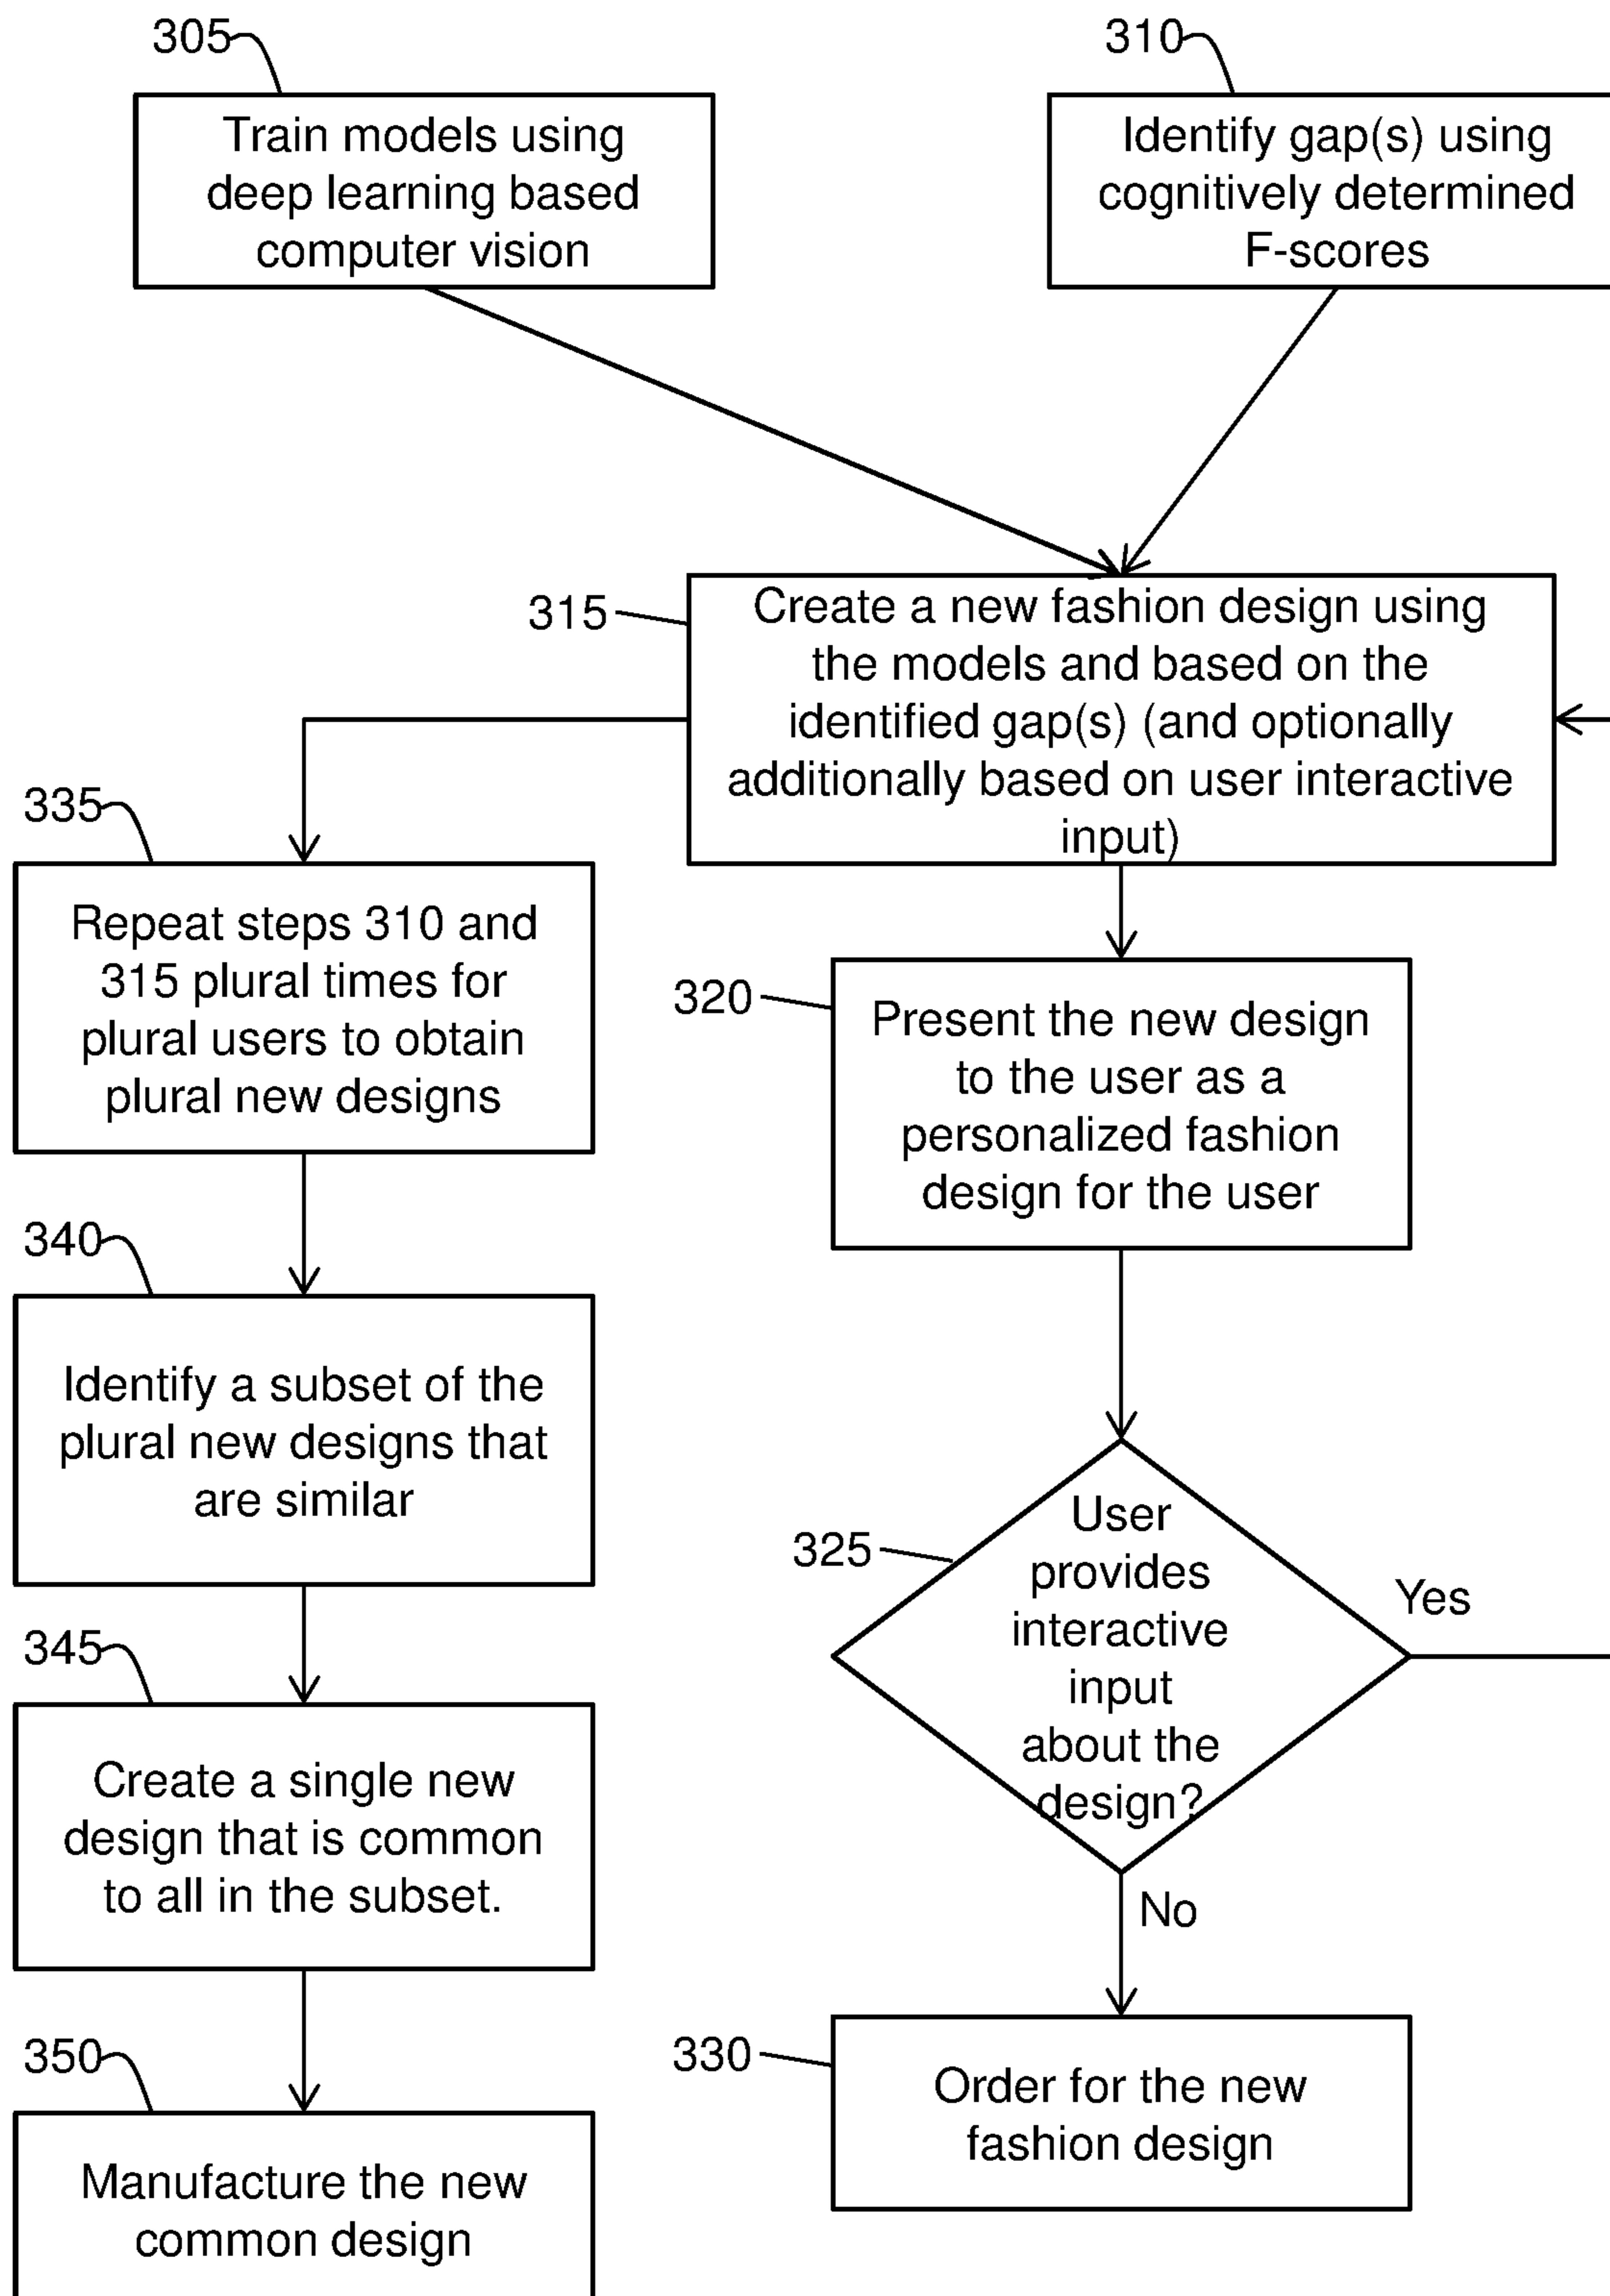 305
Train models using
deep learning based
computer vision
310
Identify gap(s) using
cognitively determined
F-scores
315
Create a new fashion design using
the models and based on the
identified gap(s) (and optionally
additionally based on user interactive
input)
335
Repeat steps 310 and
315 plural times for
plural users to obtain
plural new designs
320
Present the new design
to the user as a
personalized fashion
design for the user
340
Identify a subset of the
plural new designs that
are similar
325
User
provides
interactive
input
about the
design?
Yes
No
345
Create a single new
design that is common
to all in the subset.
330
Order for the new
fashion design
350
Manufacture the new
common design